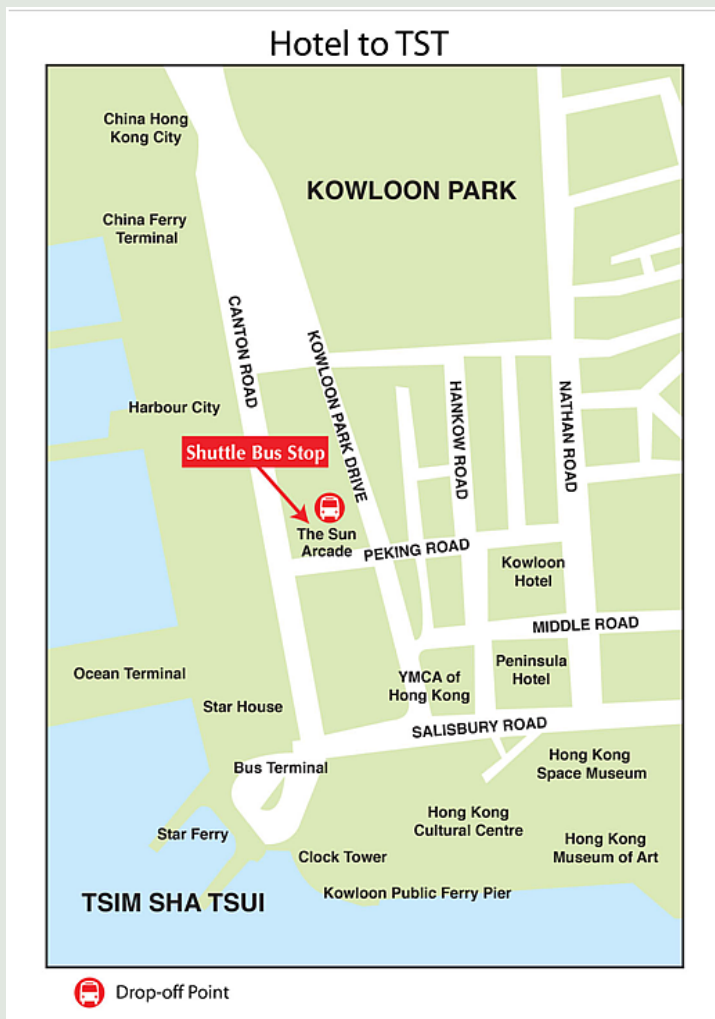 Hotel to TST
China Hong
Kong City
KOWLOON PARK
China Ferry
Terminal
CANTON ROAD
KOWLOON PARK DRIVE
HANKOW ROAD
NATHAN ROAD
Harbour City
Shuttle Bus Stop
The Sun
Arcade
PEKING ROAD
Kowloon
Hotel
MIDDLE ROAD
Ocean Terminal
YMCA of
Hong Kong
Peninsula
Hotel
Star House
SALISBURY ROAD
Bus Terminal
Hong Kong
Space Museum
Star Ferry
Hong Kong
Cultural Centre
Clock Tower
Hong Kong
Museum of Art
Kowloon Public Ferry Pier
TSIM SHA TSUI
Drop-off Point